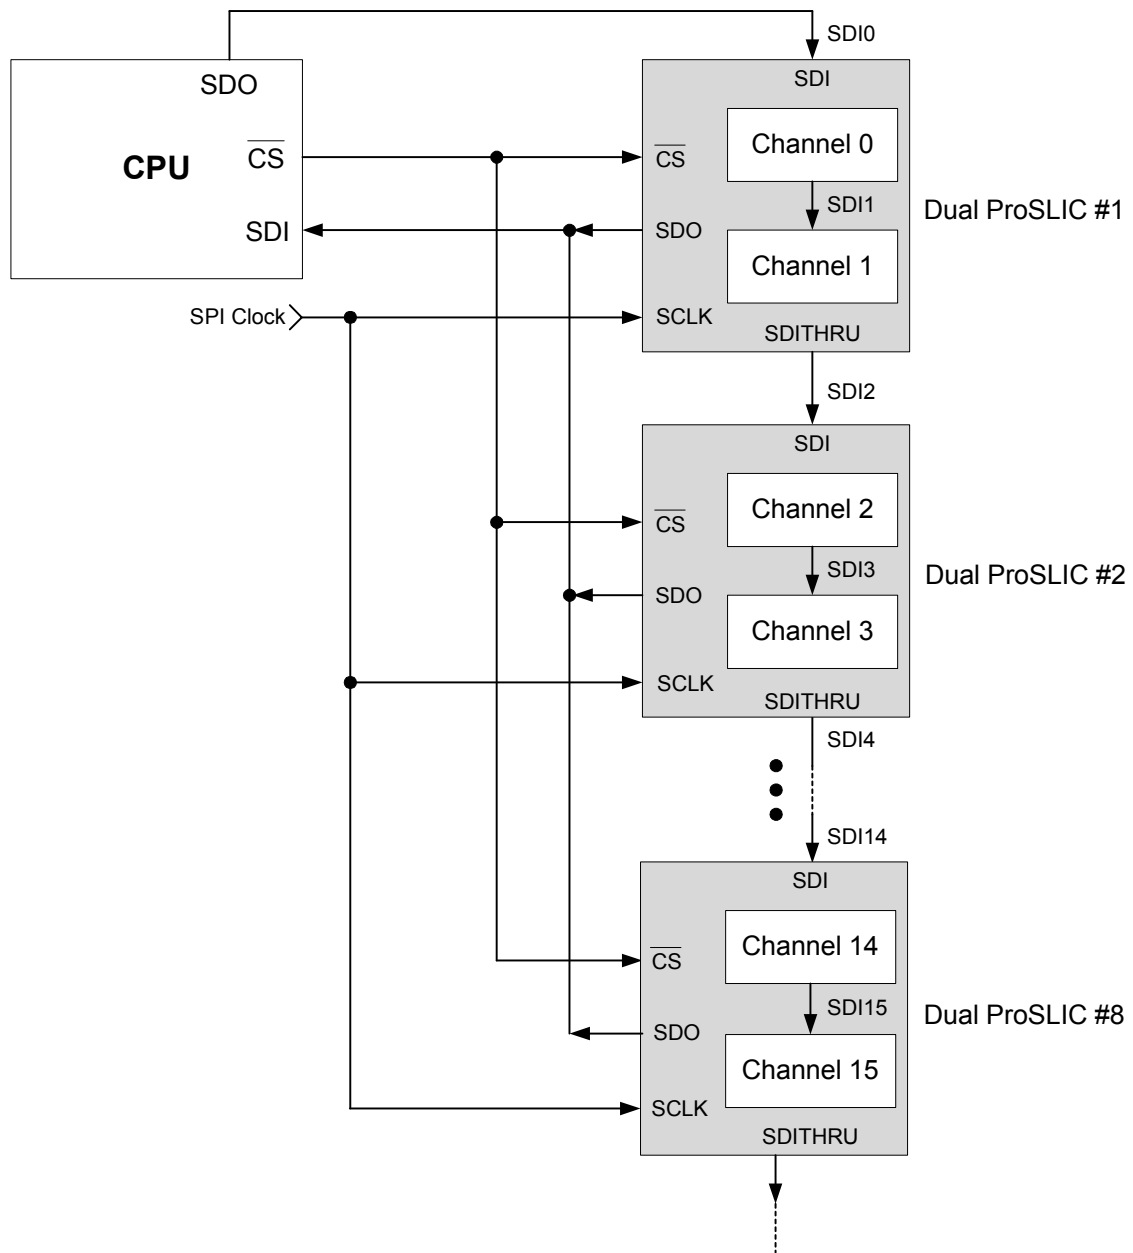 SDI0
SDO
SDI
CPU
CS
CS
Channel 0
SDI1
Dual ProSLIC #1
SDI
SDO
Channel 1
SPI Clock
SCLK
SDITHRU
SDI2
SDI
CS
Channel 2
SDI3
Dual ProSLIC #2
SDO
Channel 3
SCLK
SDITHRU
SDI4
SDI14
SDI
CS
Channel 14
SDI15
Dual ProSLIC #8
SDO
Channel 15
SCLK
SDITHRU